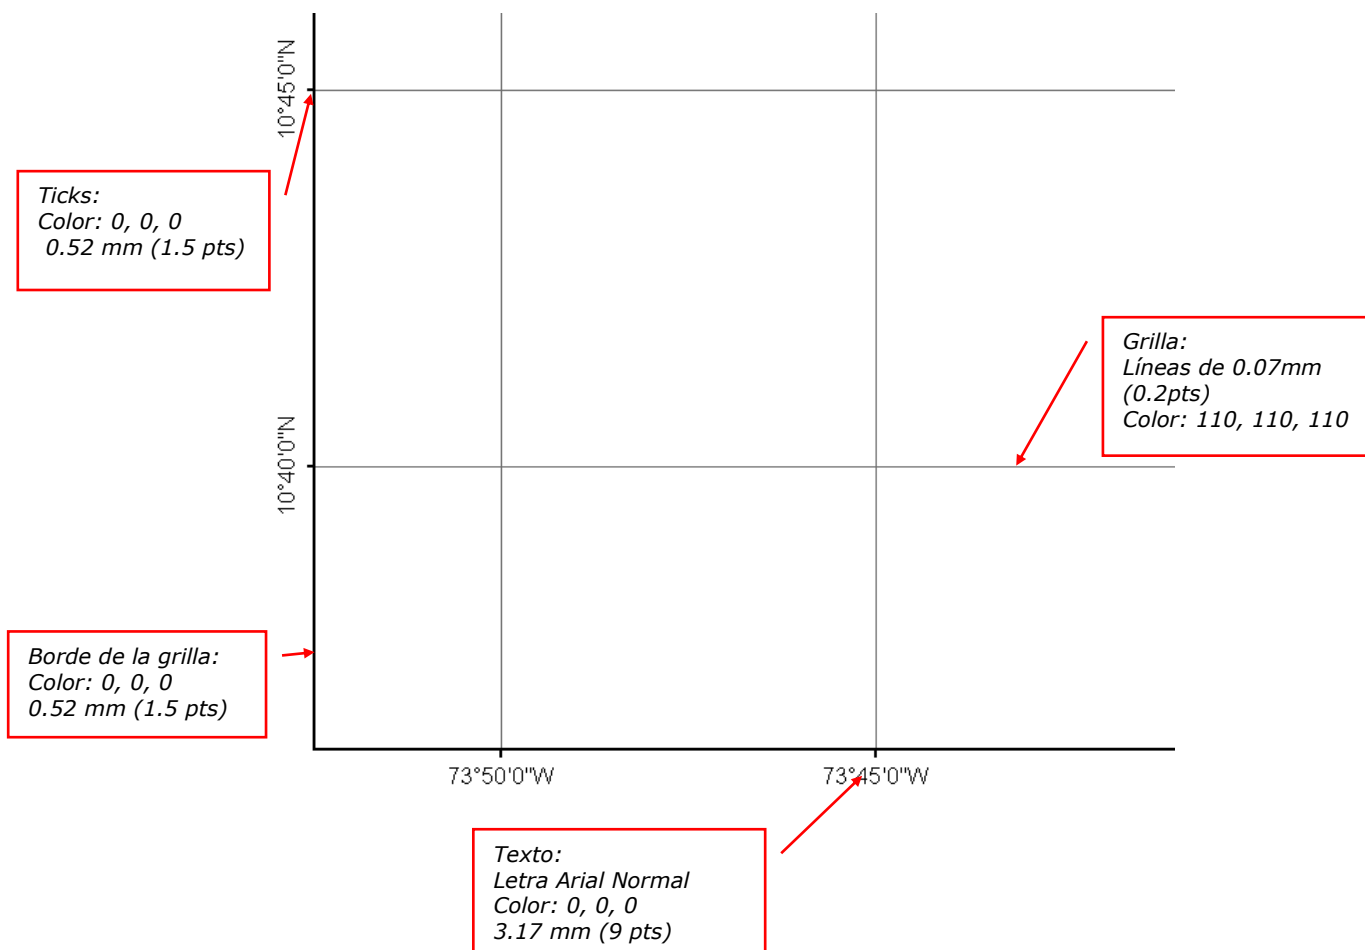 10°45'0"N
Ticks:
Color: 0, 0, 0
0.52 mm (1.5 pts)
Grilla:
Líneas de 0.07mm
(0.2pts)
Color: 110, 110, 110
10°40'0"N
Borde de la grilla:
Color: 0, 0, 0
0.52 mm (1.5 pts)
73°50'0"W
73°45'0"W
Texto:
Letra Arial Normal
Color: 0, 0, 0
3.17 mm (9 pts)